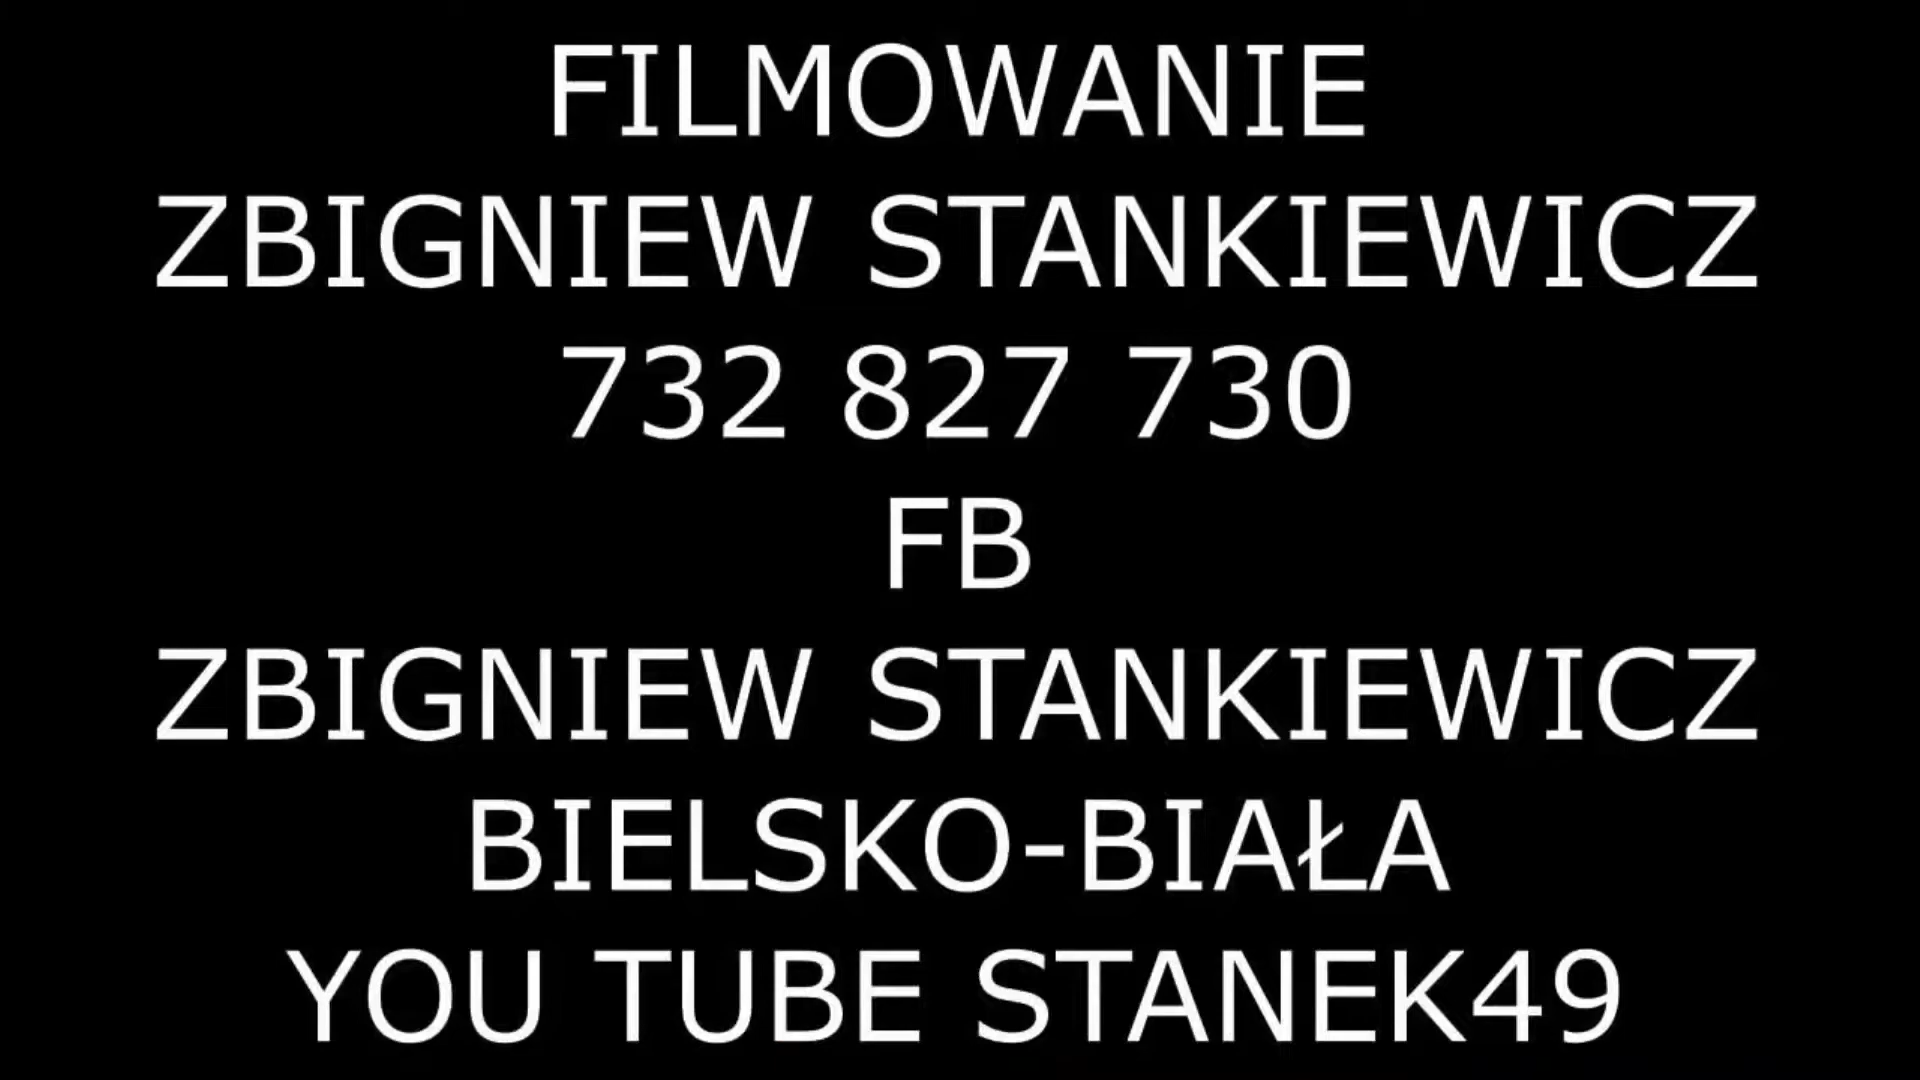 FILMOWANIE
ZBIGNIEW STANKIEWICZ
732 827 730
FB
ZBIGNIEW STANKIEWICZ
BIELSKO-BIAŁA
YOU TUBE STANEK49